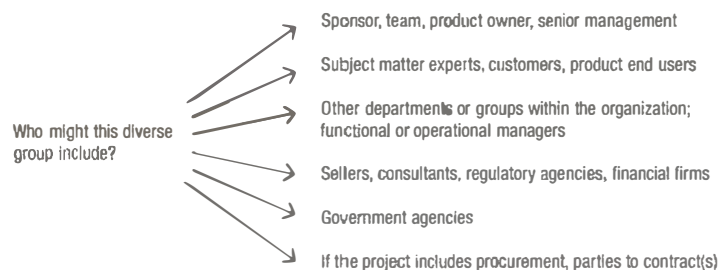 Sponsor, team, product owner, senior management
Subject matter experts, customers, product end users
Who might this diverse
group include?
Other departments or groups within the organization;
functional or operational managers
Sellers, consultants, regulatory agencies, financial firms
Government agencies
If the project includes procurement, parties to contract(s)